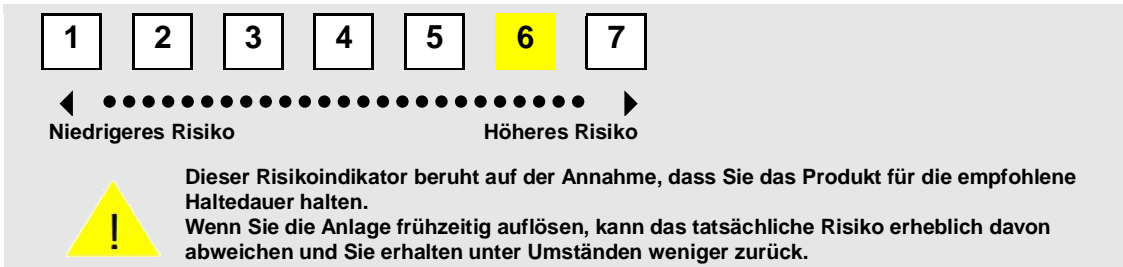 1 2 3 4 5 6 7
Niedrigeres Risiko Höheres Risiko
Dieser Risikoindikator beruht auf der Annahme, dass Sie das Produkt für die empfohlene
Haltedauer halten.
Wenn Sie die Anlage frühzeitig auflösen, kann das tatsächliche Risiko erheblich davon
abweichen und Sie erhalten unter Umständen weniger zurück.
!